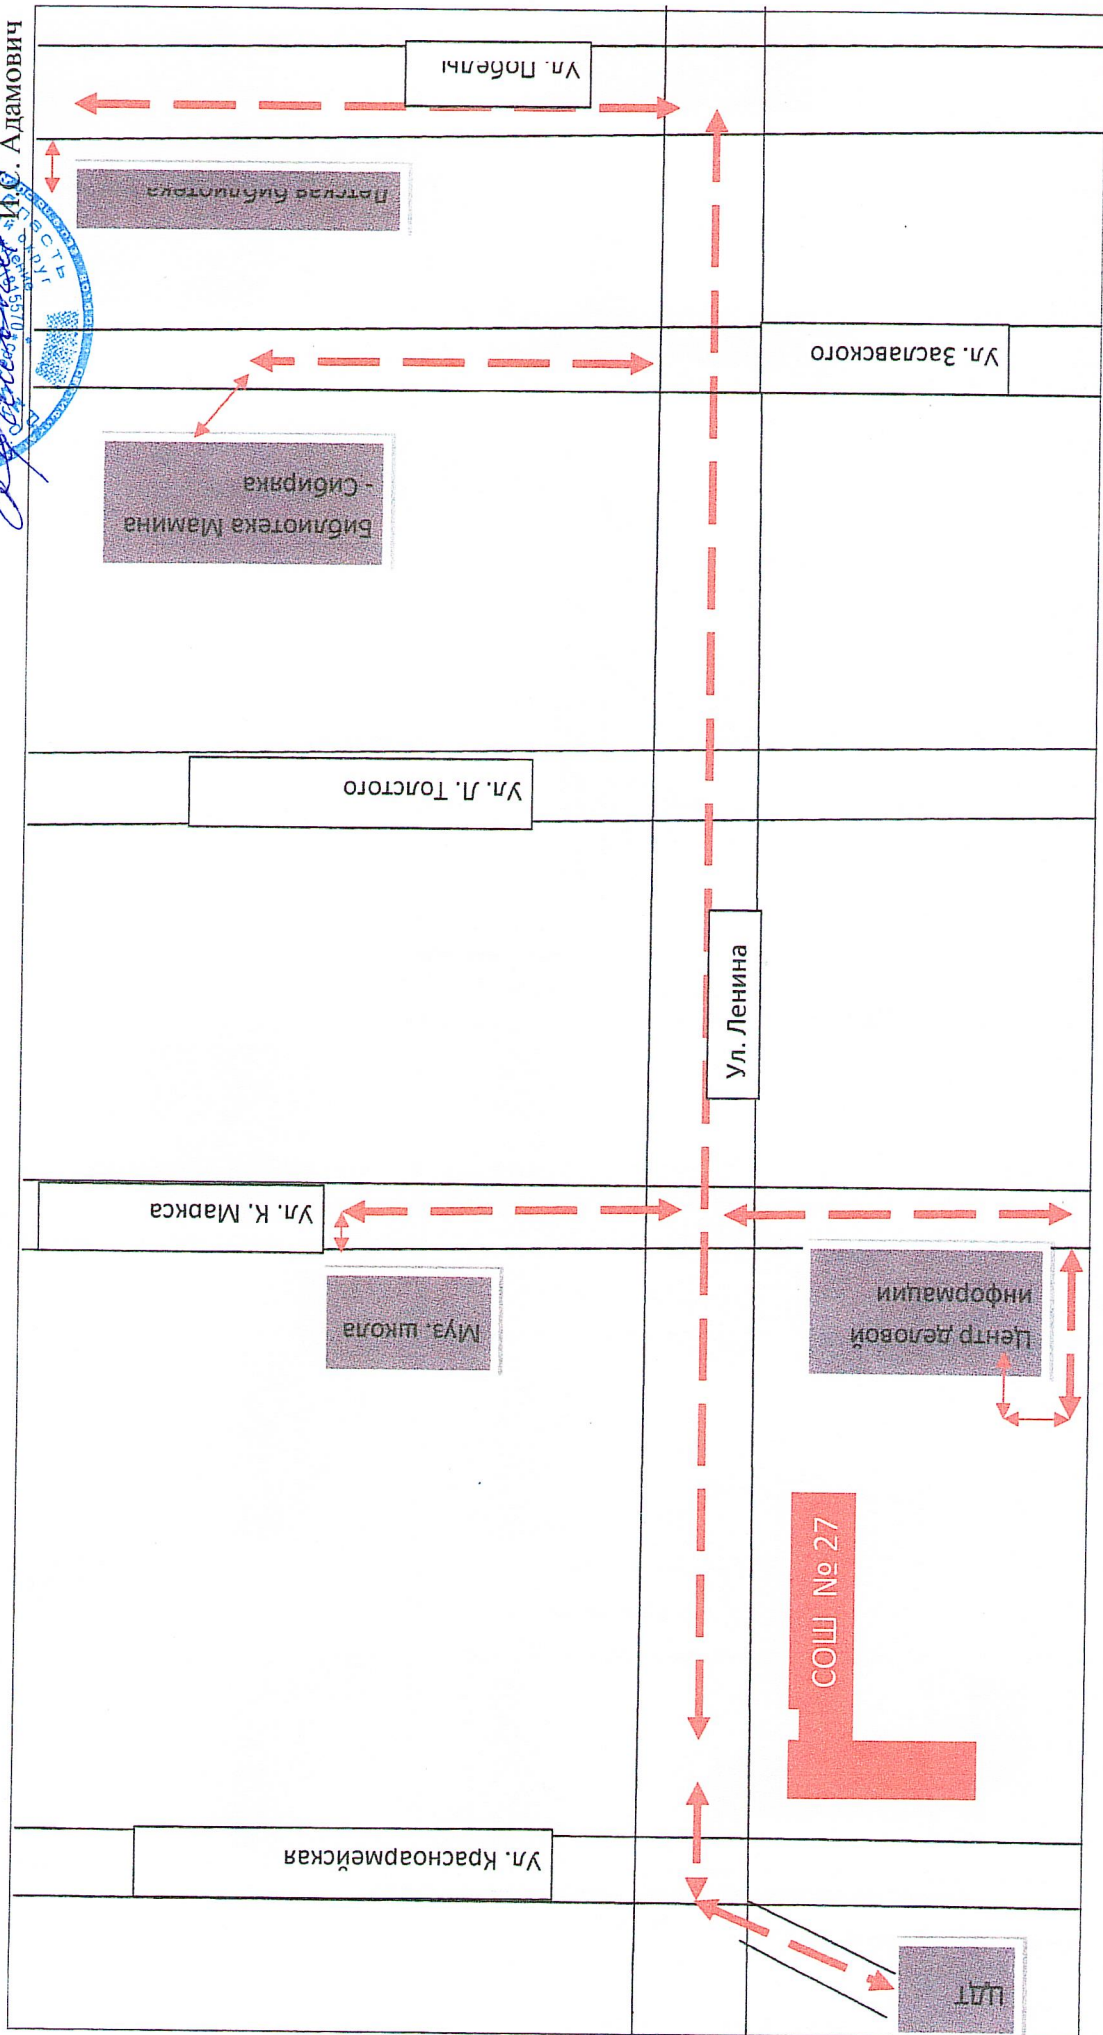 И.С. Адамович
Ул. Победы
Детская библиотека
Ул. Заславского
Библиотека Мамина
- Сибиряка
Ул. Л. Толстого
Ул. Ленина
Ул. К. Маркса
Муз. школа
Центр деловой
информации
СОШ № 27
Ул. Красноармейская
ЦДТ